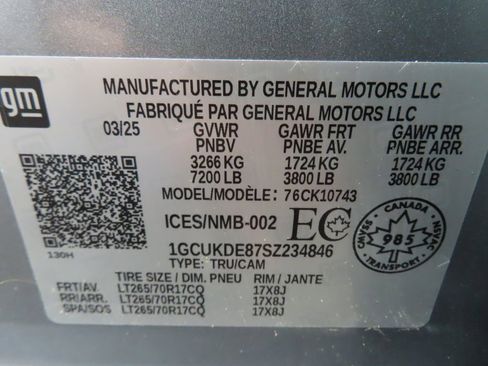 gm
MANUFACTURED BY GENERAL MOTORS LLC
FABRIQUÉ PAR GENERAL MOTORS LLC
03/25 GVWR GAWR FRT GAWR RR
PNBV PNBE AV. PNBE ARR.
3266 KG 1724 KG 1724 KG
7200 LB 3800 LB 3800 LB
MODEL/MODÈLE: 76CK10743
ICES/NMB-002 EC
CANADA
985
NSVAC
CMVSS
1GCUKDE87SZ234846
130H
TYPE: TRU/CAM
TIRE SIZE / DIM. PNEU RIM / JANTE
FRT/AV. LT265/70R17CQ 17X8J
RR/ARR. LT265/70R17CQ 17X8J
SPA/SOS LT265/70R17CQ 17X8J